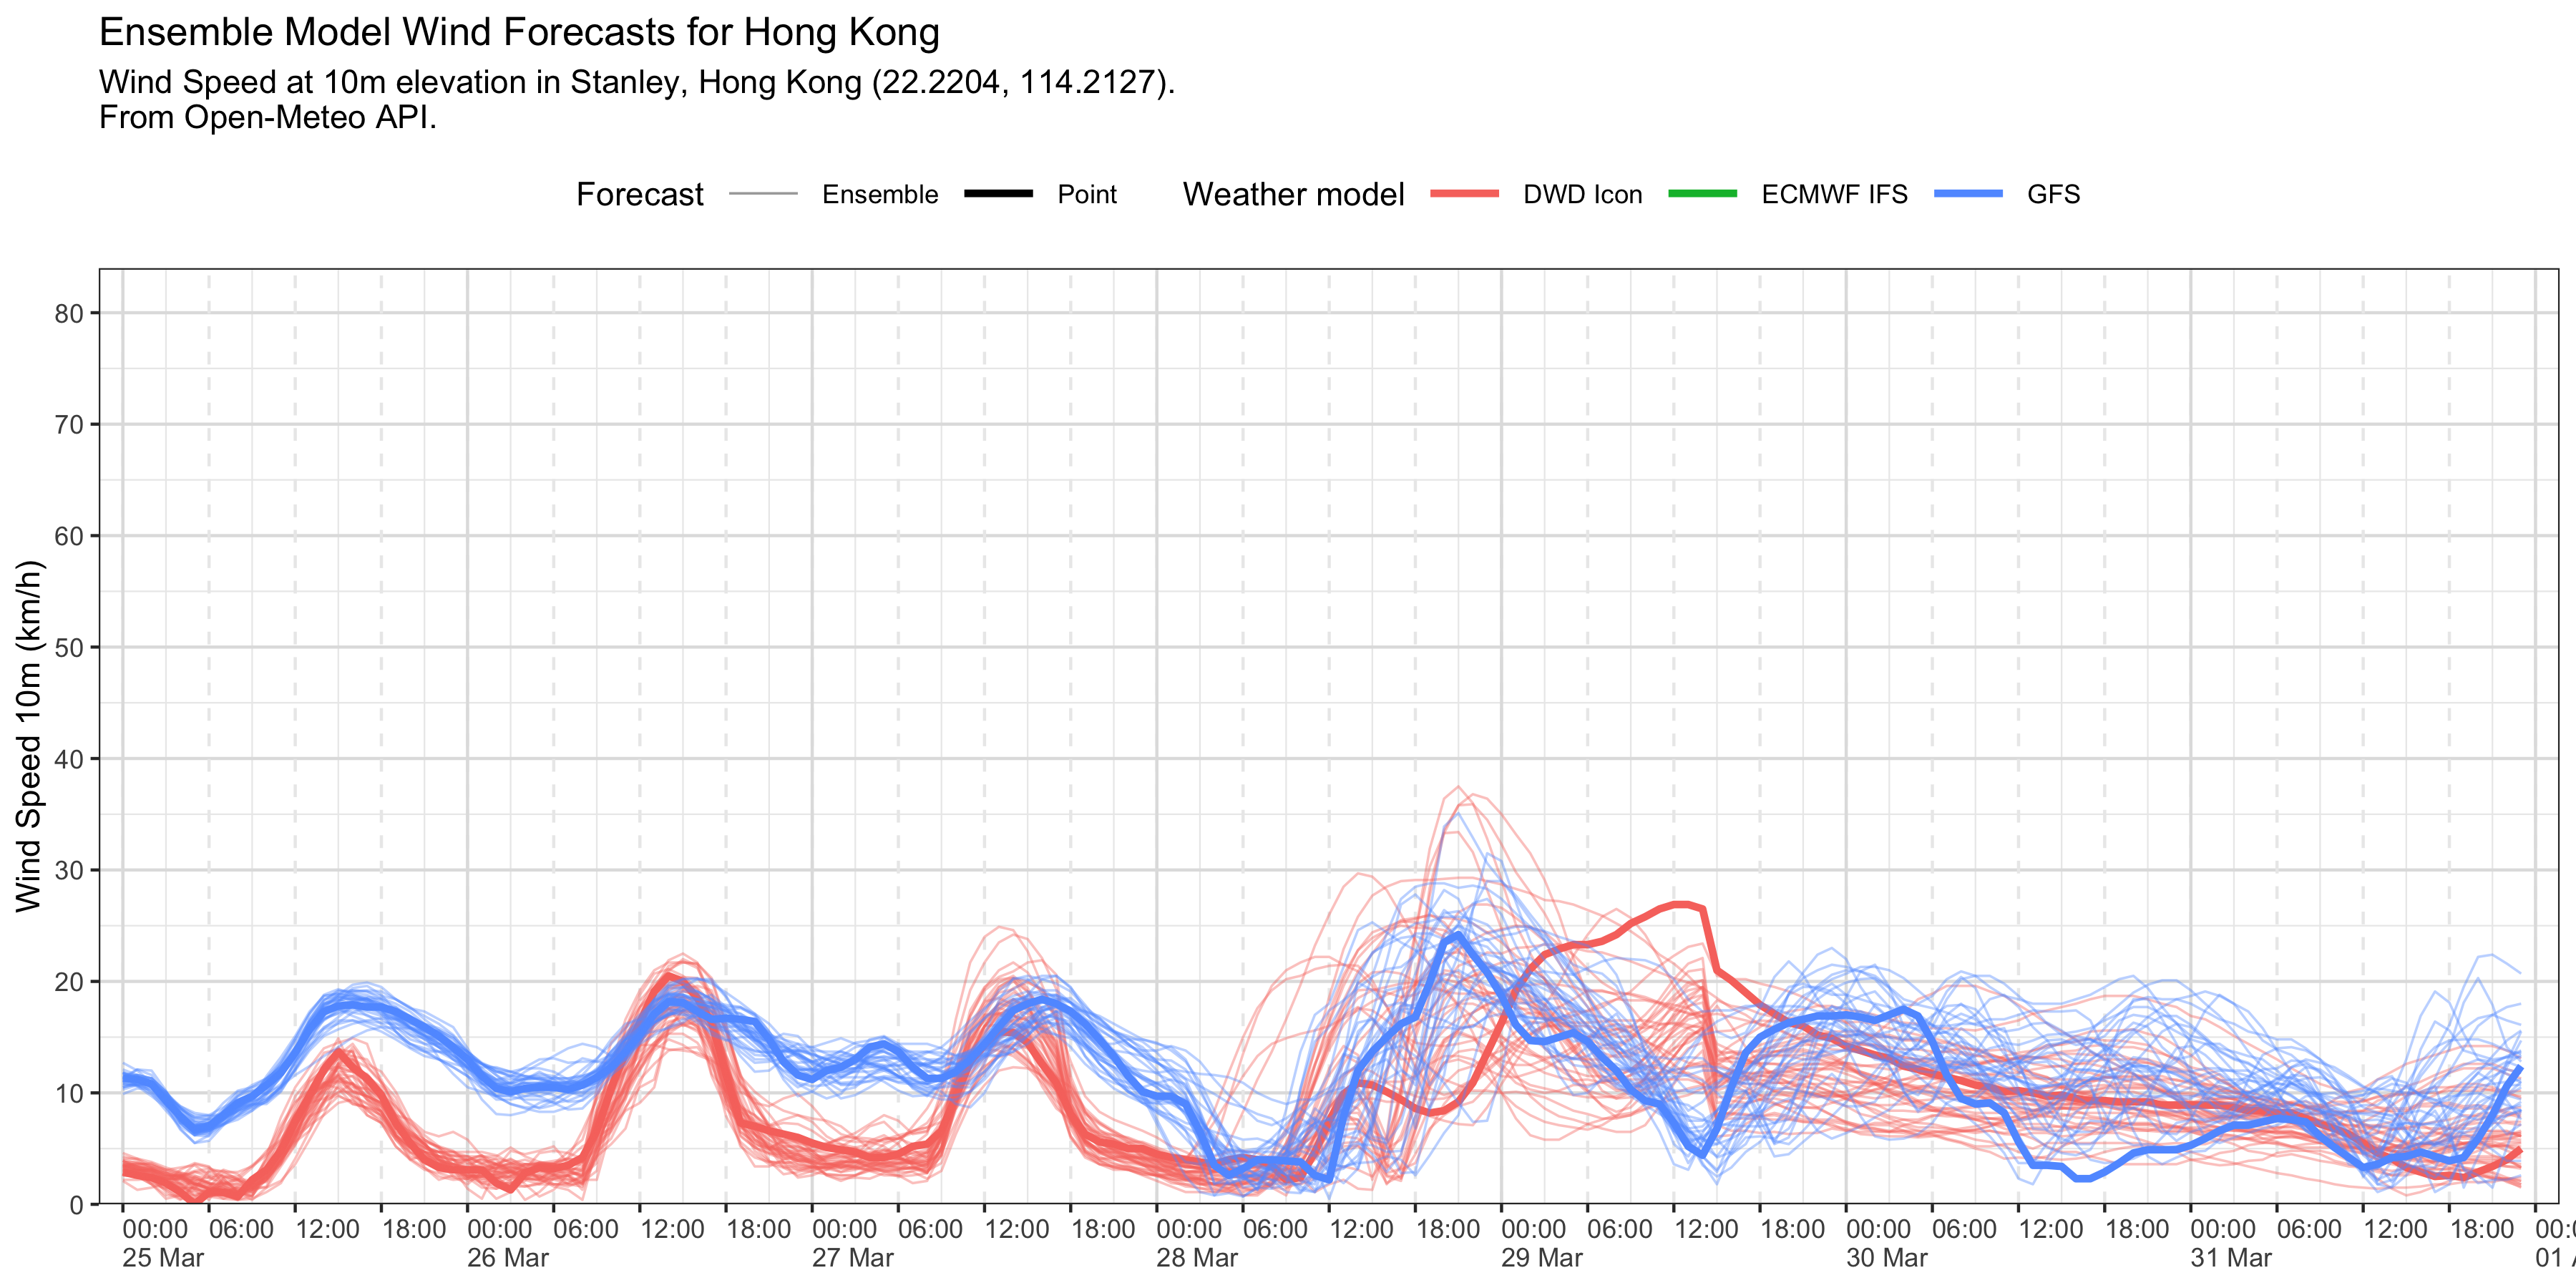 Ensemble Model Wind Forecasts for Hong Kong
Wind Speed at 10m elevation in Stanley, Hong Kong (22.2204, 114.2127).
From Open-Meteo API.
Forecast Ensemble Point Weather model DWD Icon ECMWF IFS GFS
Wind Speed 10m (km/h)
80
70
60
50
40
30
20
10
0
00:00 06:00 12:00 18:00 00:00 06:00 12:00 18:00 00:00 06:00 12:00 18:00 00:00 06:00 12:00 18:00 00:00 06:00 12:00 18:00 00:00 06:00 12:00 18:00 00:00 06:00 12:00 18:00 00:0
25 Mar 26 Mar 27 Mar 28 Mar 29 Mar 30 Mar 31 Mar 01